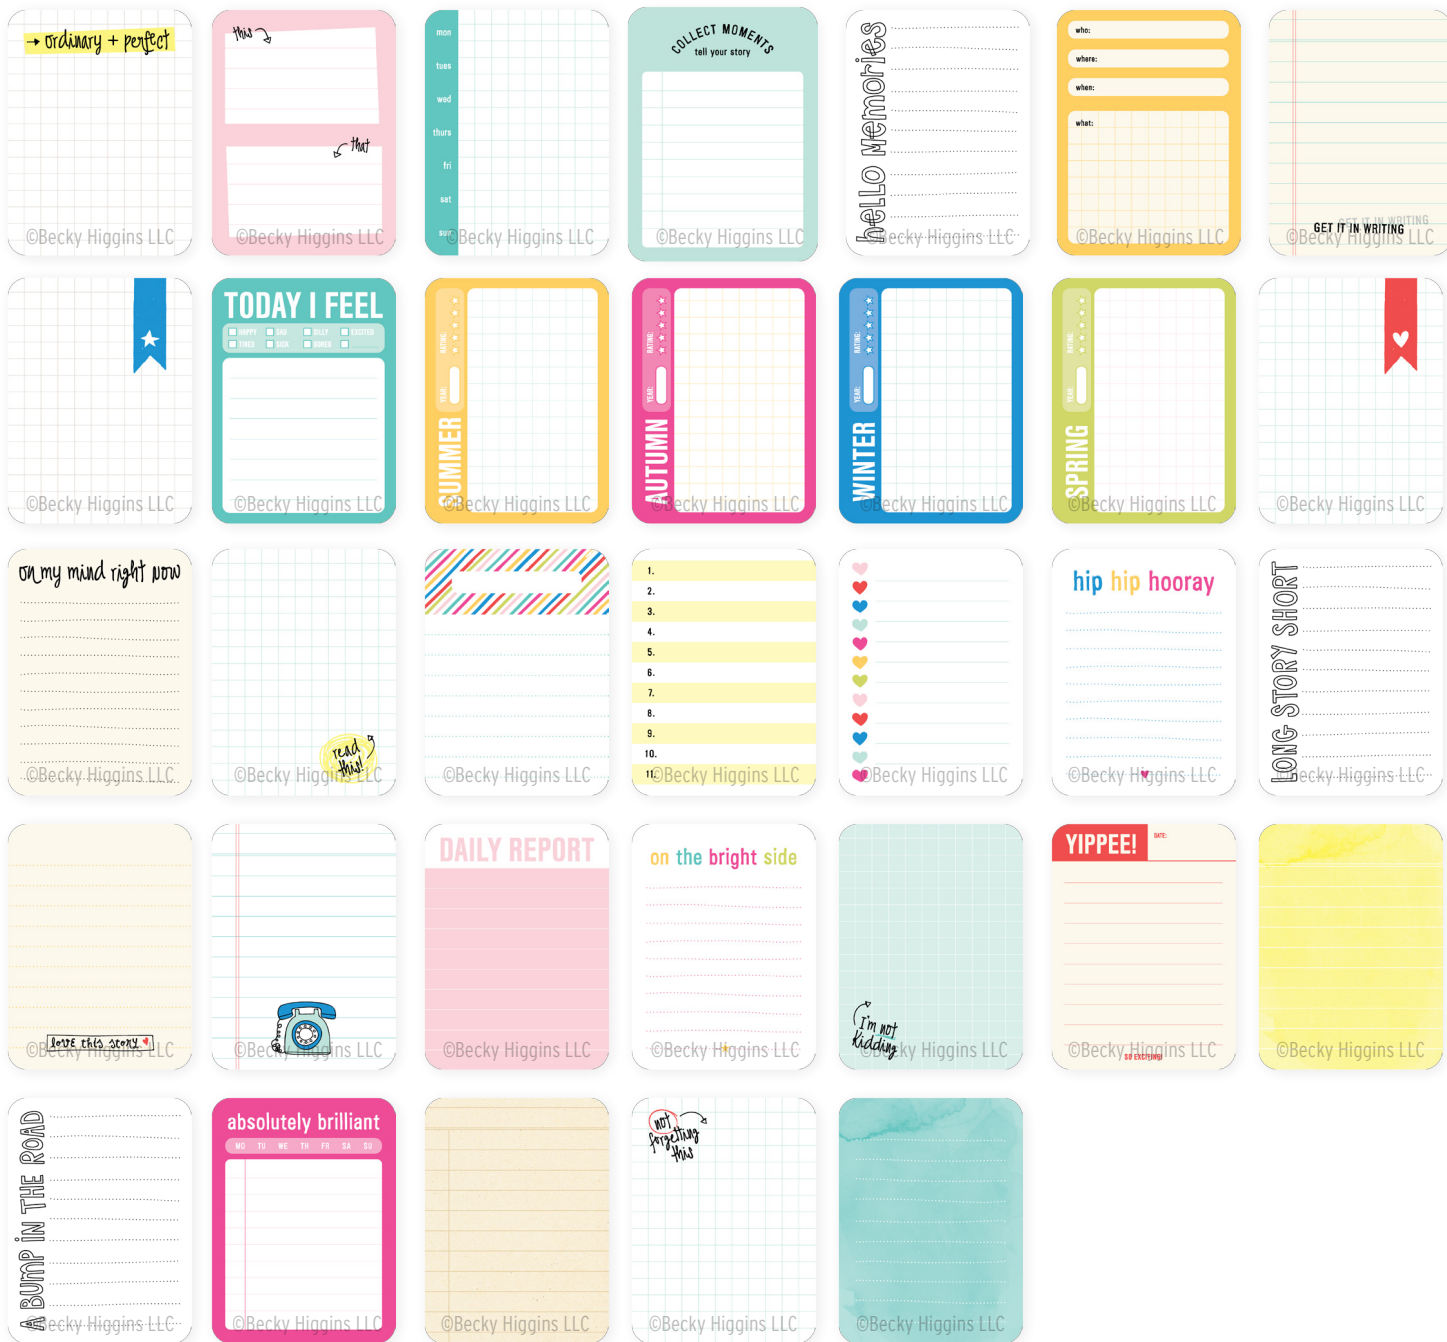 → ordinary + perfect
©Becky Higgins LLC
this
that
©Becky Higgins LLC
mon
tues
wed
thurs
fri
sat
sun
©Becky Higgins LLC
COLLECT MOMENTS
tell your story
©Becky Higgins LLC
hello memories
©Becky Higgins LLC
who:
where:
when:
what:
©Becky Higgins LLC
GET IT IN WRITING
GET IT IN WRITING
©Becky Higgins LLC
©Becky Higgins LLC
TODAY I FEEL
HAPPY SAD SILLY EXCITED
TIRED SICK BORED
©Becky Higgins LLC
SUMMER YEAR: RATING:
©Becky Higgins LLC
AUTUMN YEAR: RATING:
©Becky Higgins LLC
WINTER YEAR: RATING:
©Becky Higgins LLC
SPRING YEAR: RATING:
©Becky Higgins LLC
©Becky Higgins LLC
on my mind right now
©Becky Higgins LLC
read
this!
©Becky Higgins LLC
©Becky Higgins LLC
1.
2.
3.
4.
5.
6.
7.
8.
9.
10.
11.
©Becky Higgins LLC
©Becky Higgins LLC
hip hip hooray
©Becky Higgins LLC
LONG STORY SHORT
©Becky Higgins LLC
love this story
©Becky Higgins LLC
©Becky Higgins LLC
DAILY REPORT
©Becky Higgins LLC
on the bright side
©Becky Higgins LLC
I'm not
kidding
©Becky Higgins LLC
YIPPEE! DATE:
SO EXCITING!
©Becky Higgins LLC
©Becky Higgins LLC
A BUMP IN THE ROAD
©Becky Higgins LLC
absolutely brilliant
MO TU WE TH FR SA SU
©Becky Higgins LLC
©Becky Higgins LLC
not
forgetting
this
©Becky Higgins LLC
©Becky Higgins LLC